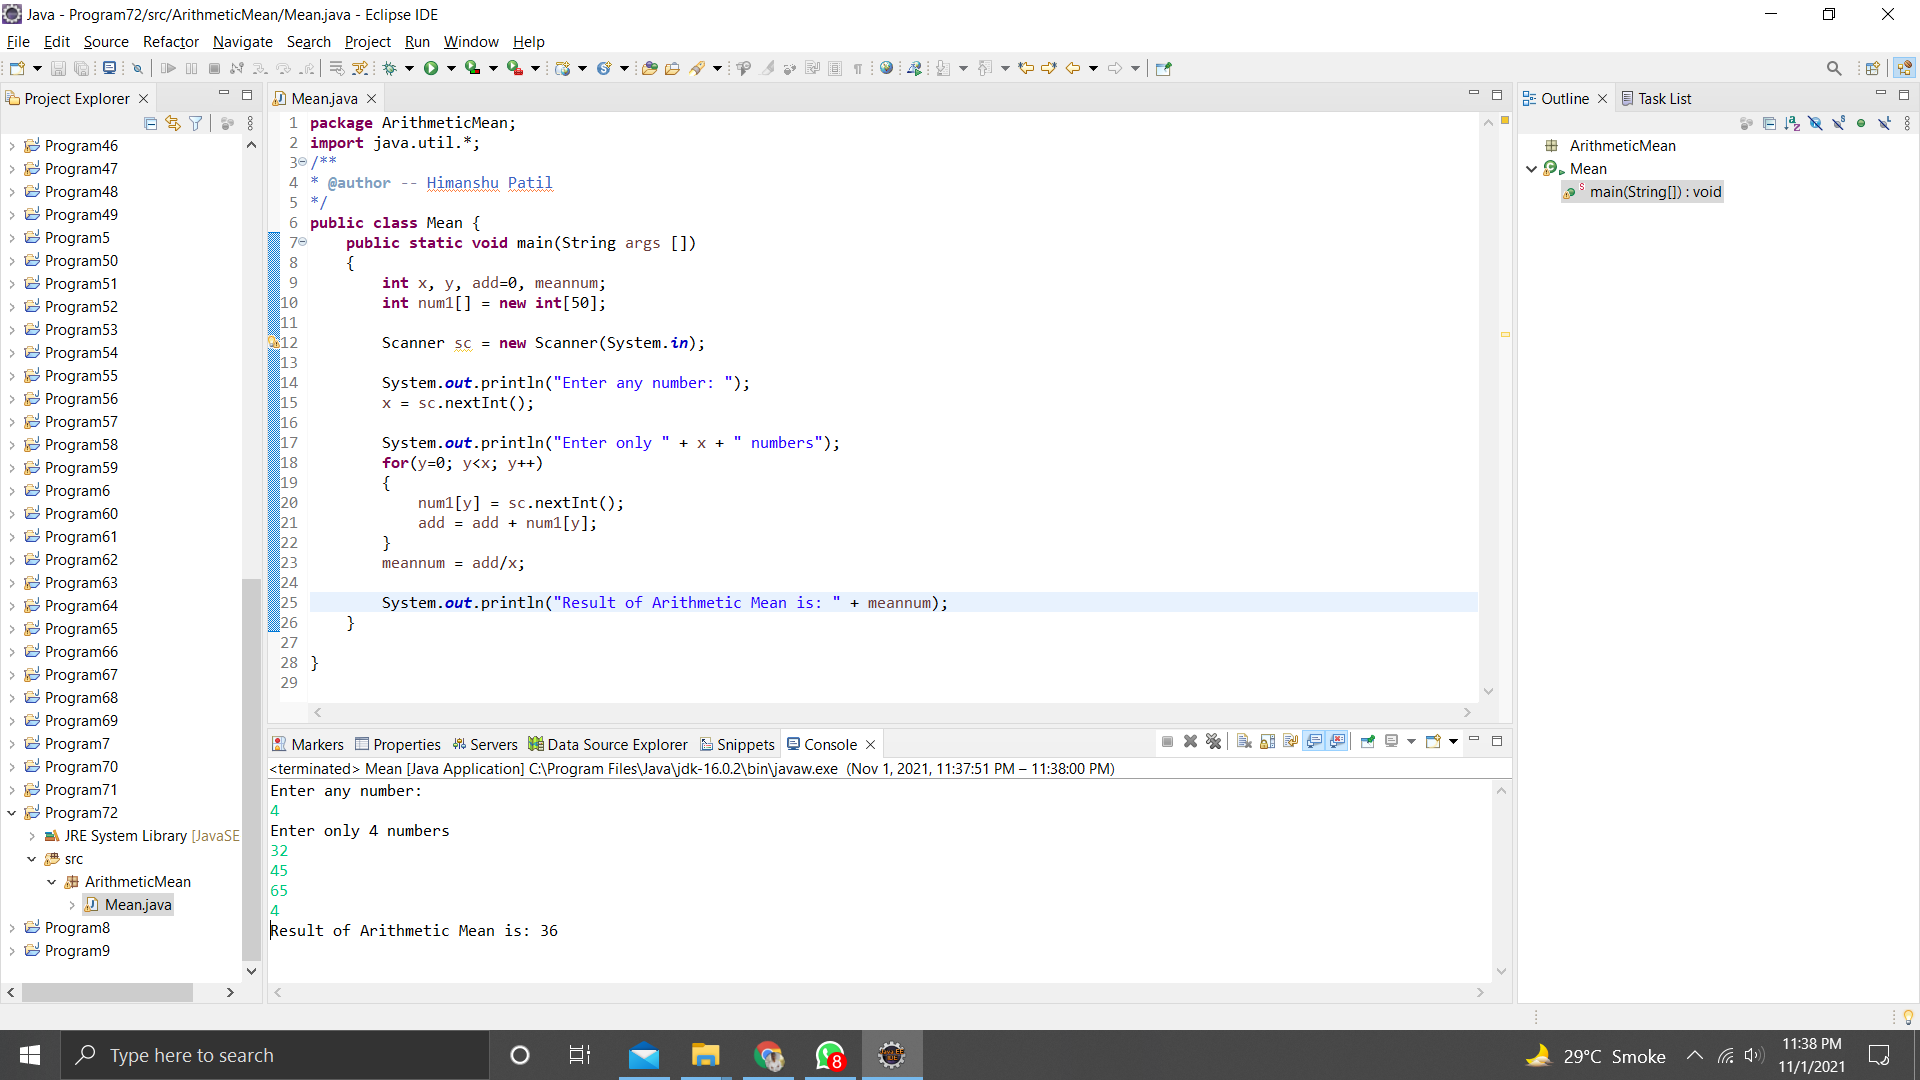 Java - Program72/src/ArithmeticMean/Mean.java - Eclipse IDE
File Edit Source Refactor Navigate Search Project Run Window Help
Project Explorer
Program46
Program47
Program48
Program49
Program5
Program50
Program51
Program52
Program53
Program54
Program55
Program56
Program57
Program58
Program59
Program6
Program60
Program61
Program62
Program63
Program64
Program65
Program66
Program67
Program68
Program69
Program7
Program70
Program71
Program72
JRE System Library [JavaSE
src
ArithmeticMean
Mean.java
Program8
Program9
Mean.java
1 package ArithmeticMean;
2 import java.util.*;
3 /**
4 * @author -- Himanshu Patil
5 */
6 public class Mean {
7     public static void main(String args [])
8     {
9         int x, y, add=0, meannum;
10         int num1[] = new int[50];
11
12         Scanner sc = new Scanner(System.in);
13
14         System.out.println("Enter any number: ");
15         x = sc.nextInt();
16
17         System.out.println("Enter only " + x + " numbers");
18         for(y=0; y<x; y++)
19         {
20             num1[y] = sc.nextInt();
21             add = add + num1[y];
22         }
23         meannum = add/x;
24
25         System.out.println("Result of Arithmetic Mean is: " + meannum);
26     }
27
28 }
29
Markers Properties Servers Data Source Explorer Snippets Console
<terminated> Mean [Java Application] C:\Program Files\Java\jdk-16.0.2\bin\javaw.exe (Nov 1, 2021, 11:37:51 PM – 11:38:00 PM)
Enter any number:
4
Enter only 4 numbers
32
45
65
4
Result of Arithmetic Mean is: 36
Outline Task List
ArithmeticMean
Mean
main(String[]) : void
Type here to search
8
29°C Smoke
11:38 PM
11/1/2021